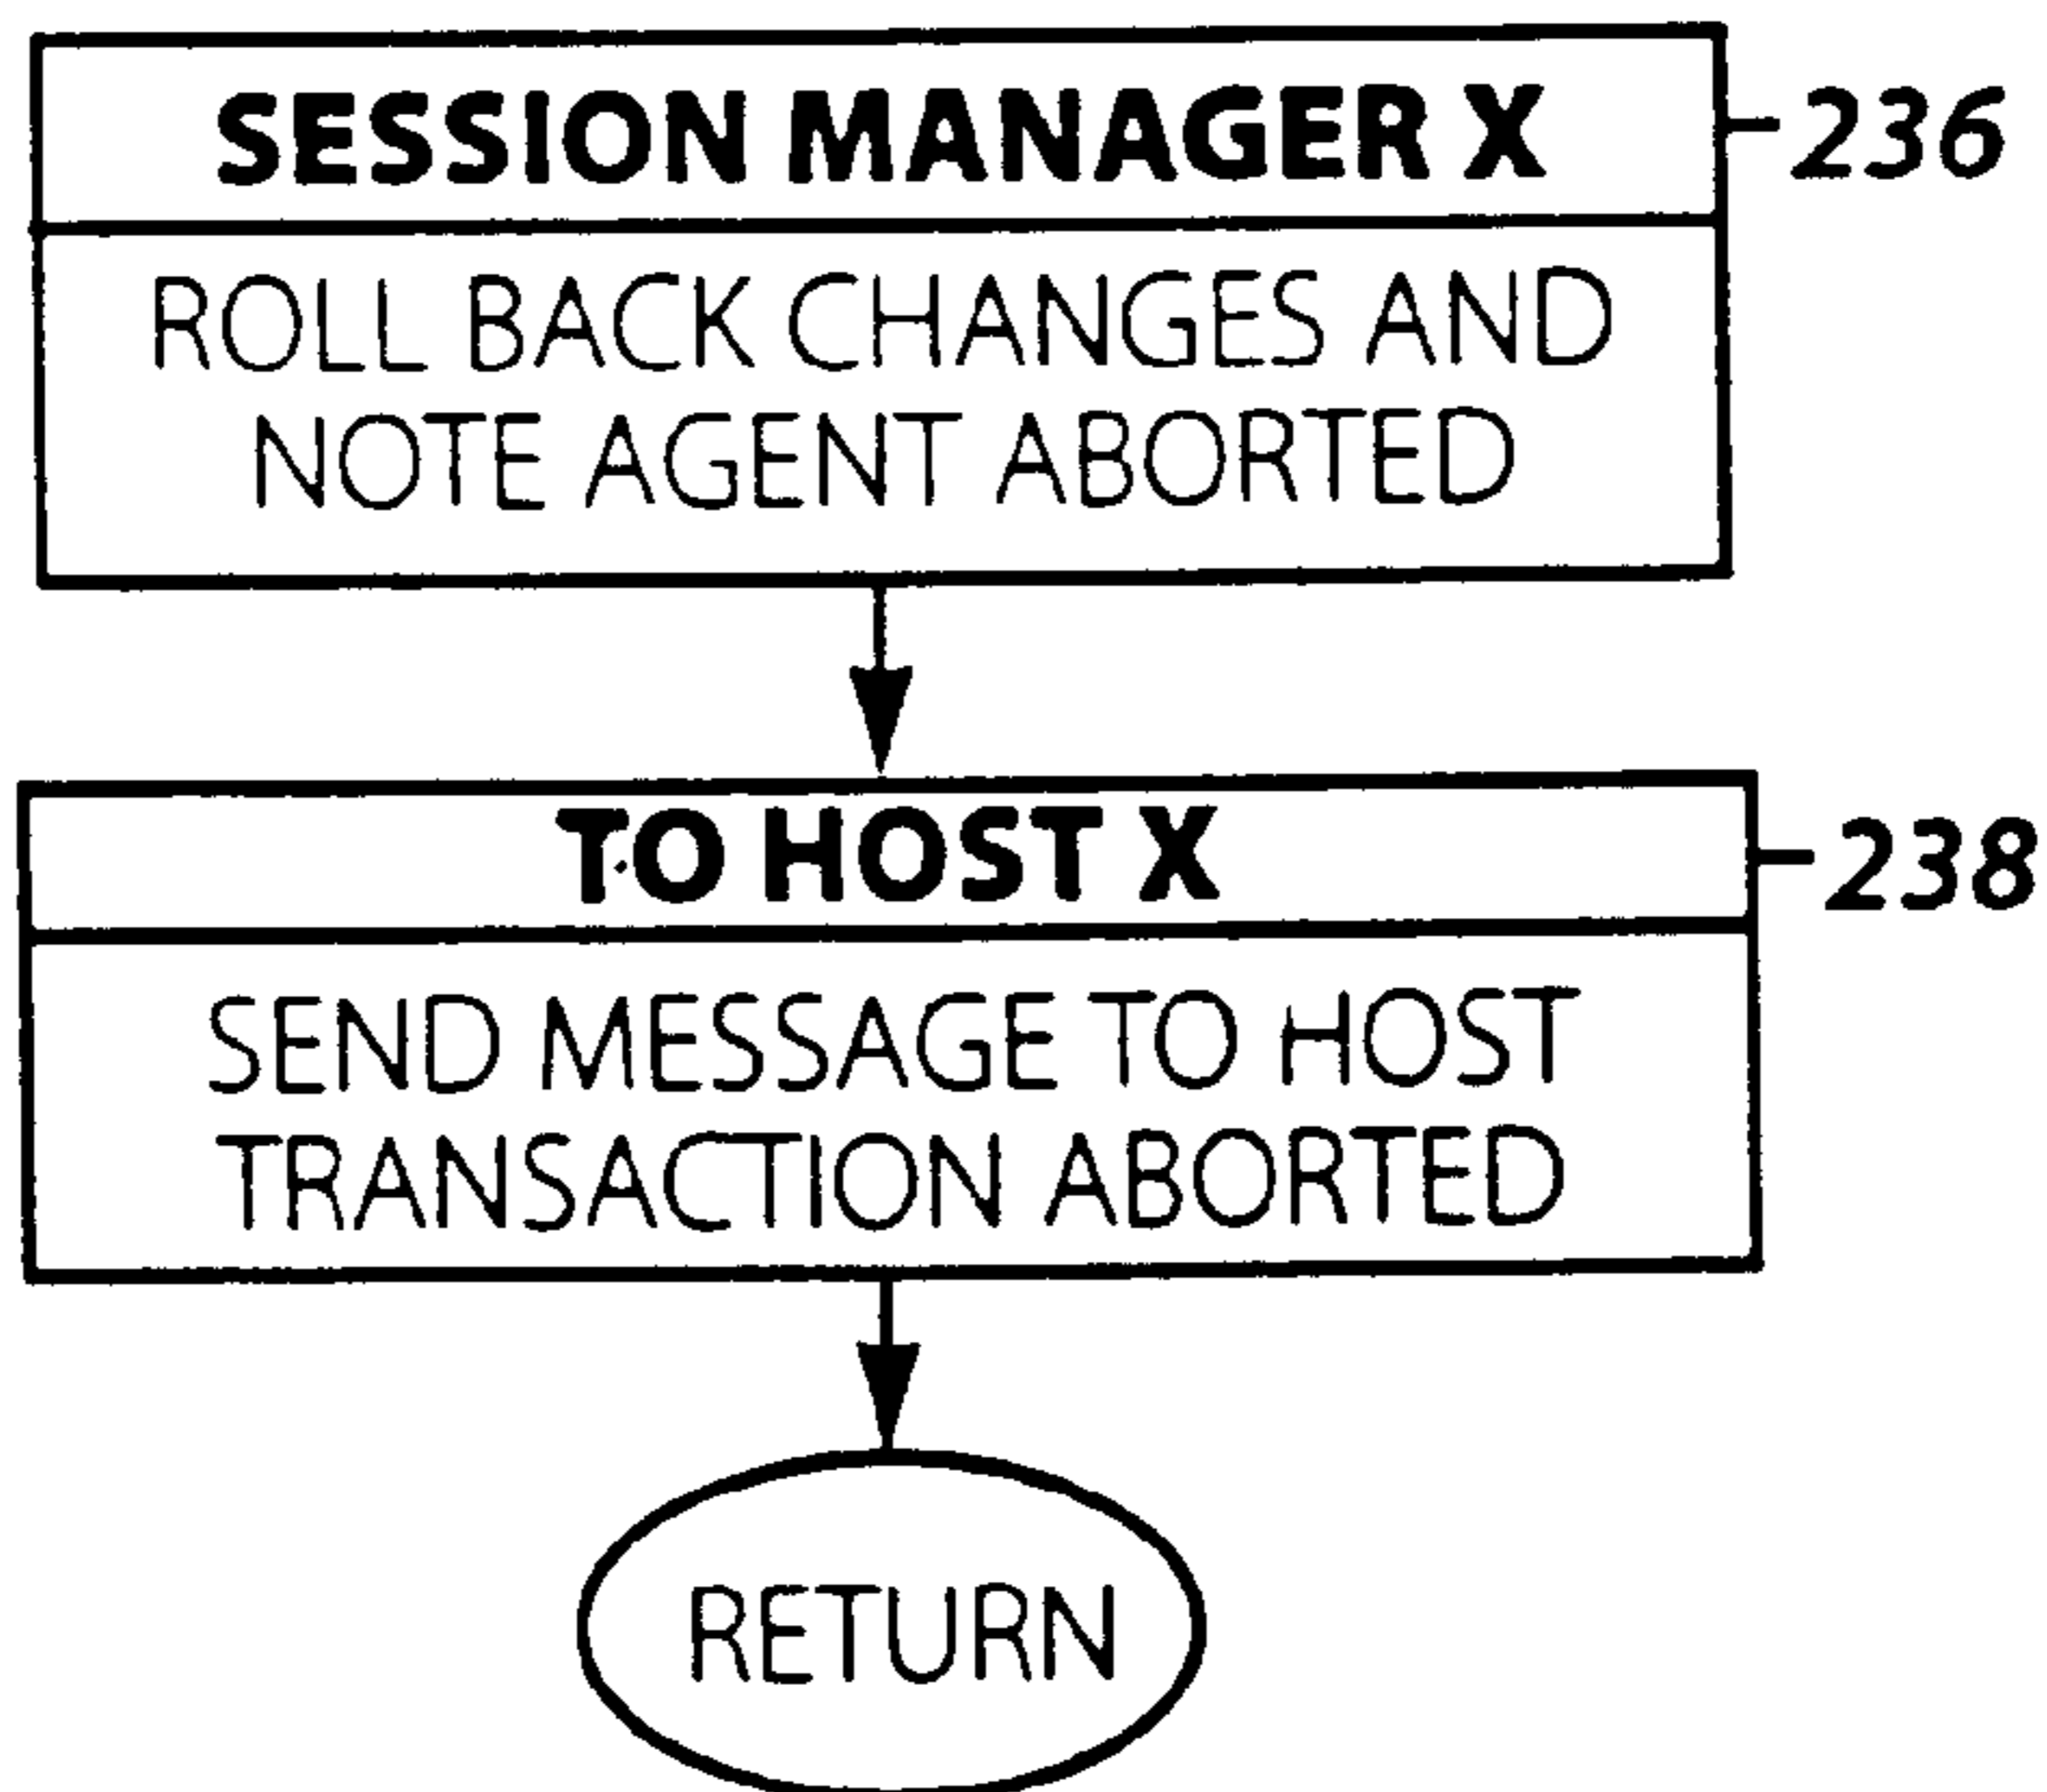 SESSION MANAGER X
236
ROLL BACK CHANGES AND
NOTE AGENT ABORTED
TO HOST X
238
SEND MESSAGE TO HOST
TRANSACTION ABORTED
RETURN